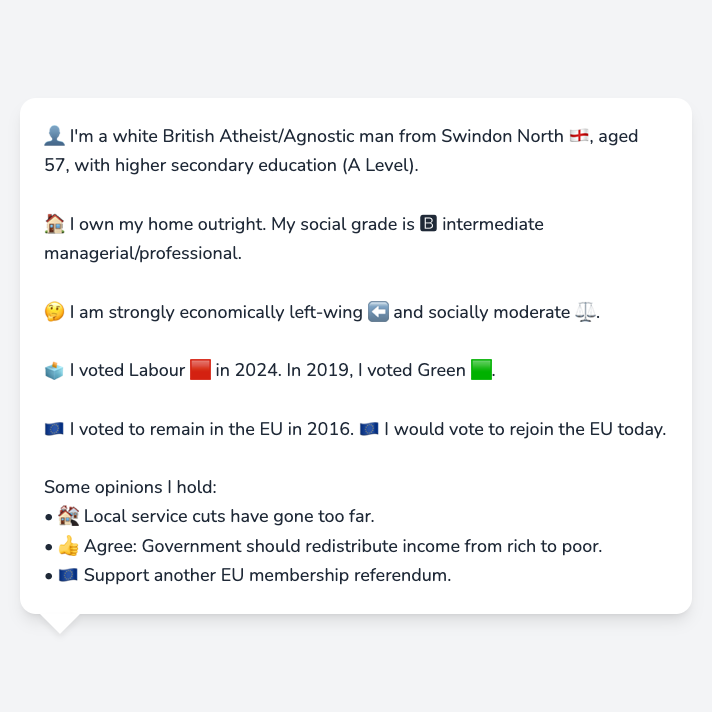 👤 I'm a white British Atheist/Agnostic man from Swindon North 🏴󠁧󠁢󠁥󠁮󠁧󠁿, aged
57, with higher secondary education (A Level).
🏠 I own my home outright. My social grade is 🅱 intermediate
managerial/professional.
🤔 I am strongly economically left-wing ⬅️ and socially moderate ⚖️.
🗳️ I voted Labour 🟥 in 2024. In 2019, I voted Green 🟩.
🇪🇺 I voted to remain in the EU in 2016. 🇪🇺 I would vote to rejoin the EU today.
Some opinions I hold:
• 🏚️ Local service cuts have gone too far.
• 👍 Agree: Government should redistribute income from rich to poor.
• 🇪🇺 Support another EU membership referendum.